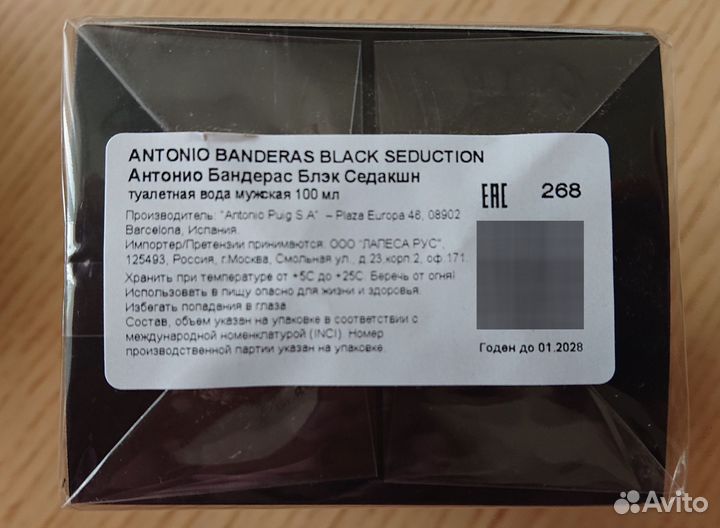 ANTONIO BANDERAS BLACK SEDUCTION
Антонио Бандерас Блэк Седакшн
туалетная вода мужская 100 мл
EAC 268
Производитель: "Antonio Puig S.A" – Plaza Europa 46, 08902
Barcelona, Испания.
Импортер/Претензии принимаются: ООО "ЛАПЕСА РУС",
125493, Россия, г.Москва, Смольная ул., д.23.корп 2, оф.171.
Хранить при температуре от +5С до +25С. Беречь от огня!
Использовать в пищу опасно для жизни и здоровья.
Избегать попадания в глаза.
Состав, объем указан на упаковке в соответствии с
международной номенклатурой (INCI). Номер
производственной партии указан на упаковке.
Годен до 01.2028
Avito